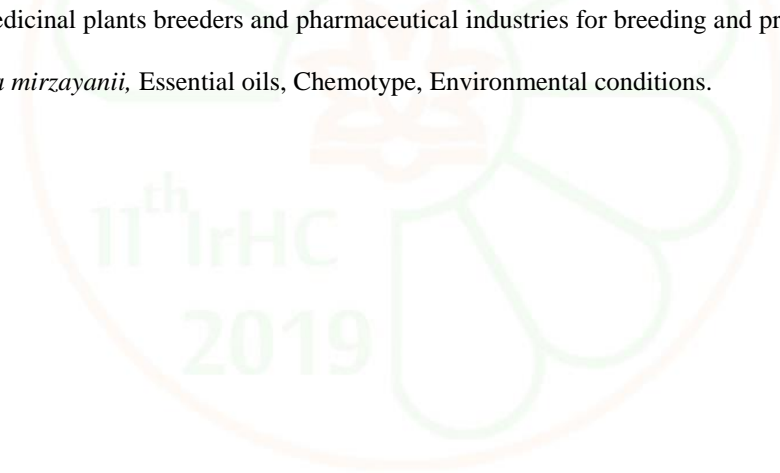 edicinal plants breeders and pharmaceutical industries for breeding and pr
mirzayanii, Essential oils, Chemotype, Environmental conditions.
11th IrHC
2019